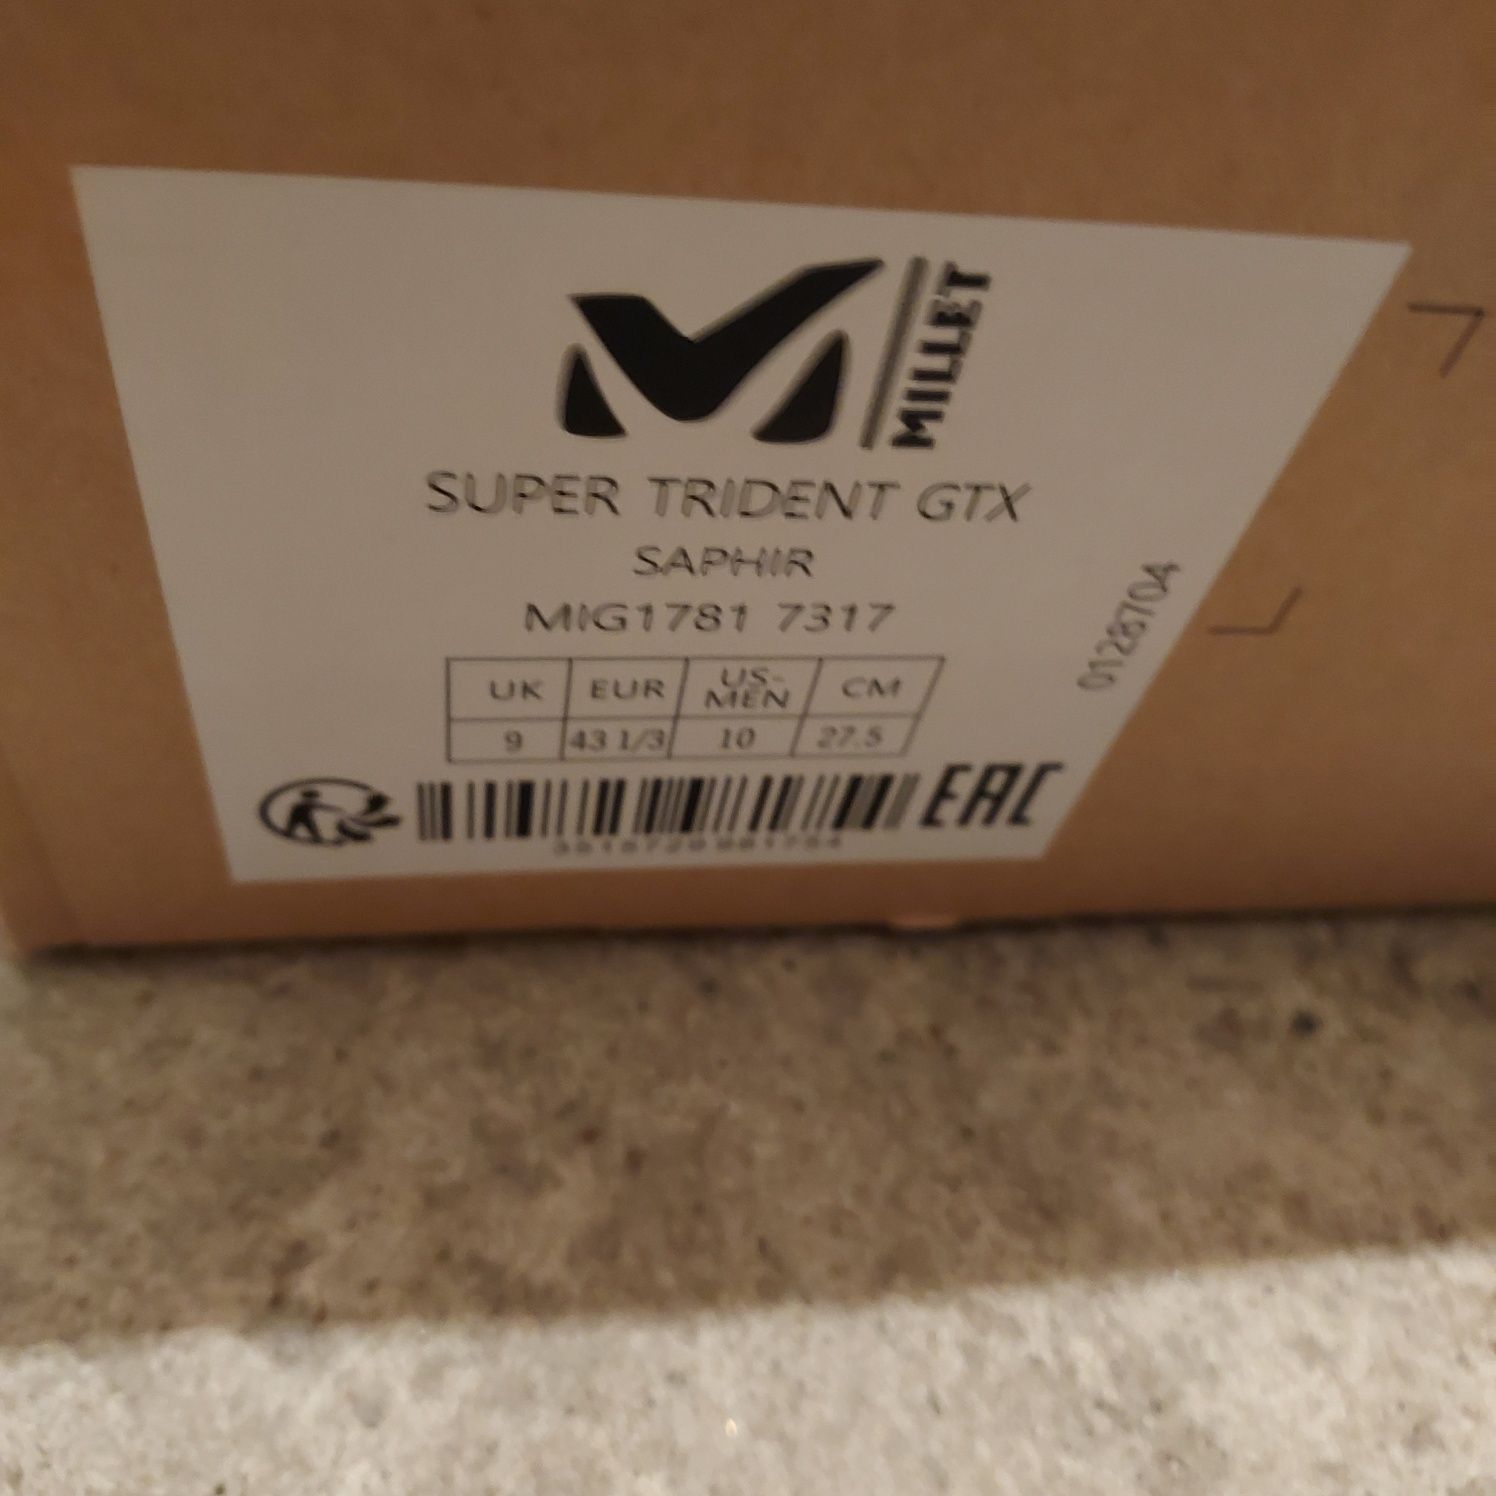 MILLET
SUPER TRIDENT GTX
SAPHIR
MIG1781 7317
0128704
UK EUR US-MEN CM
9 43 1/3 10 27.5
EAC